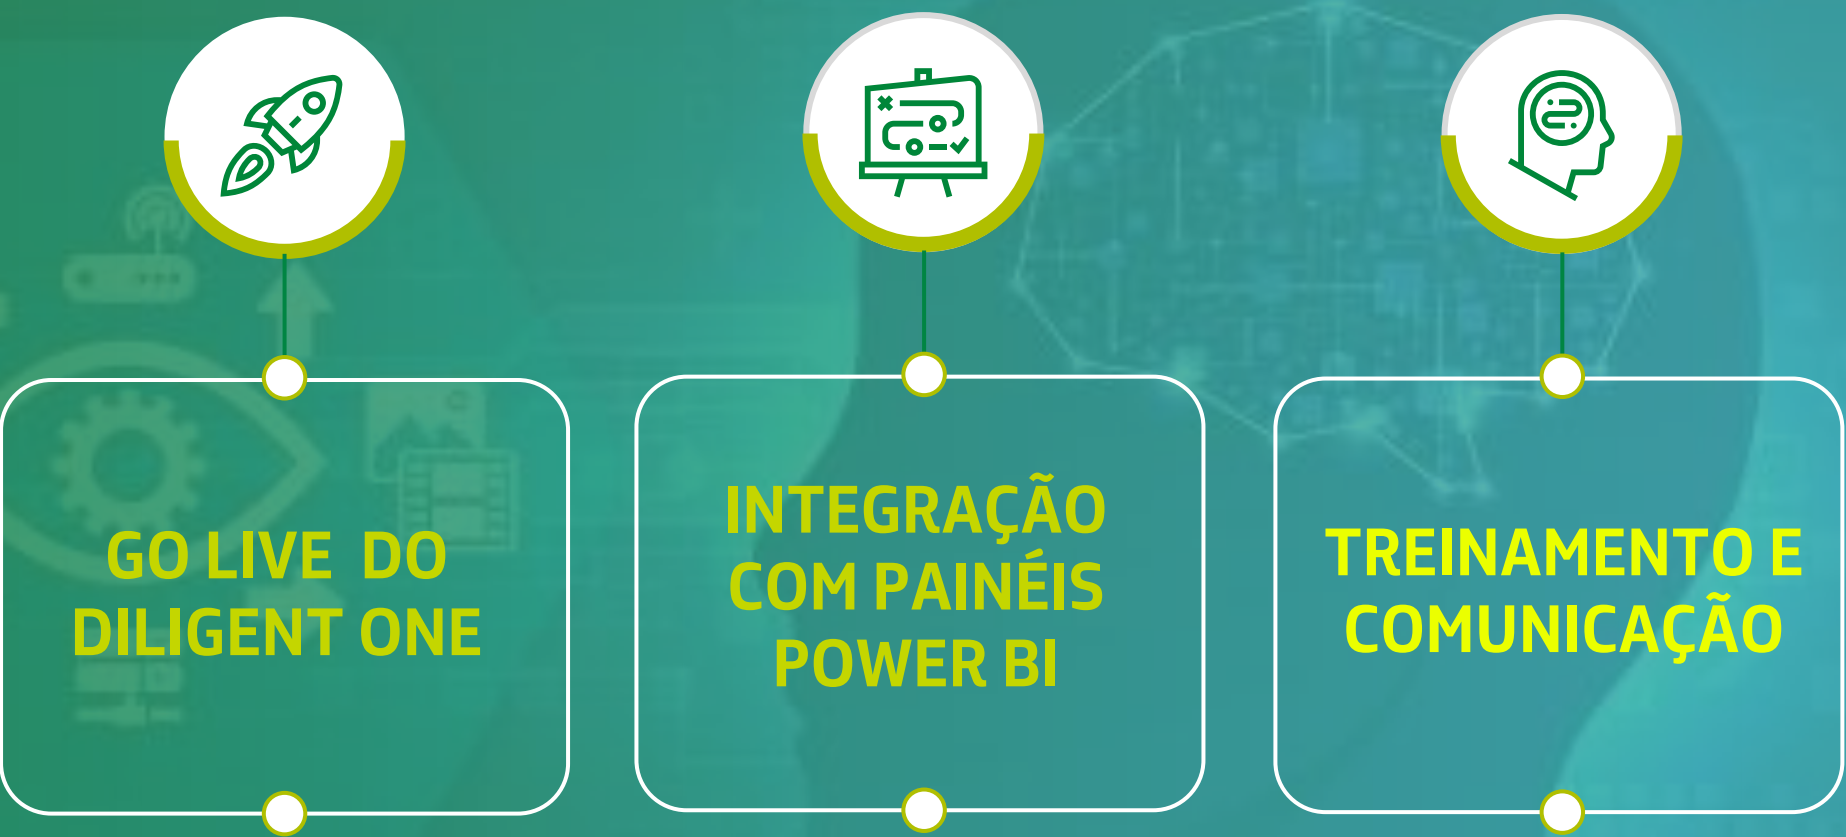 GO LIVE DO
DILIGENT ONE
INTEGRAÇÃO
COM PAINÉIS
POWER BI
TREINAMENTO E
COMUNICAÇÃO